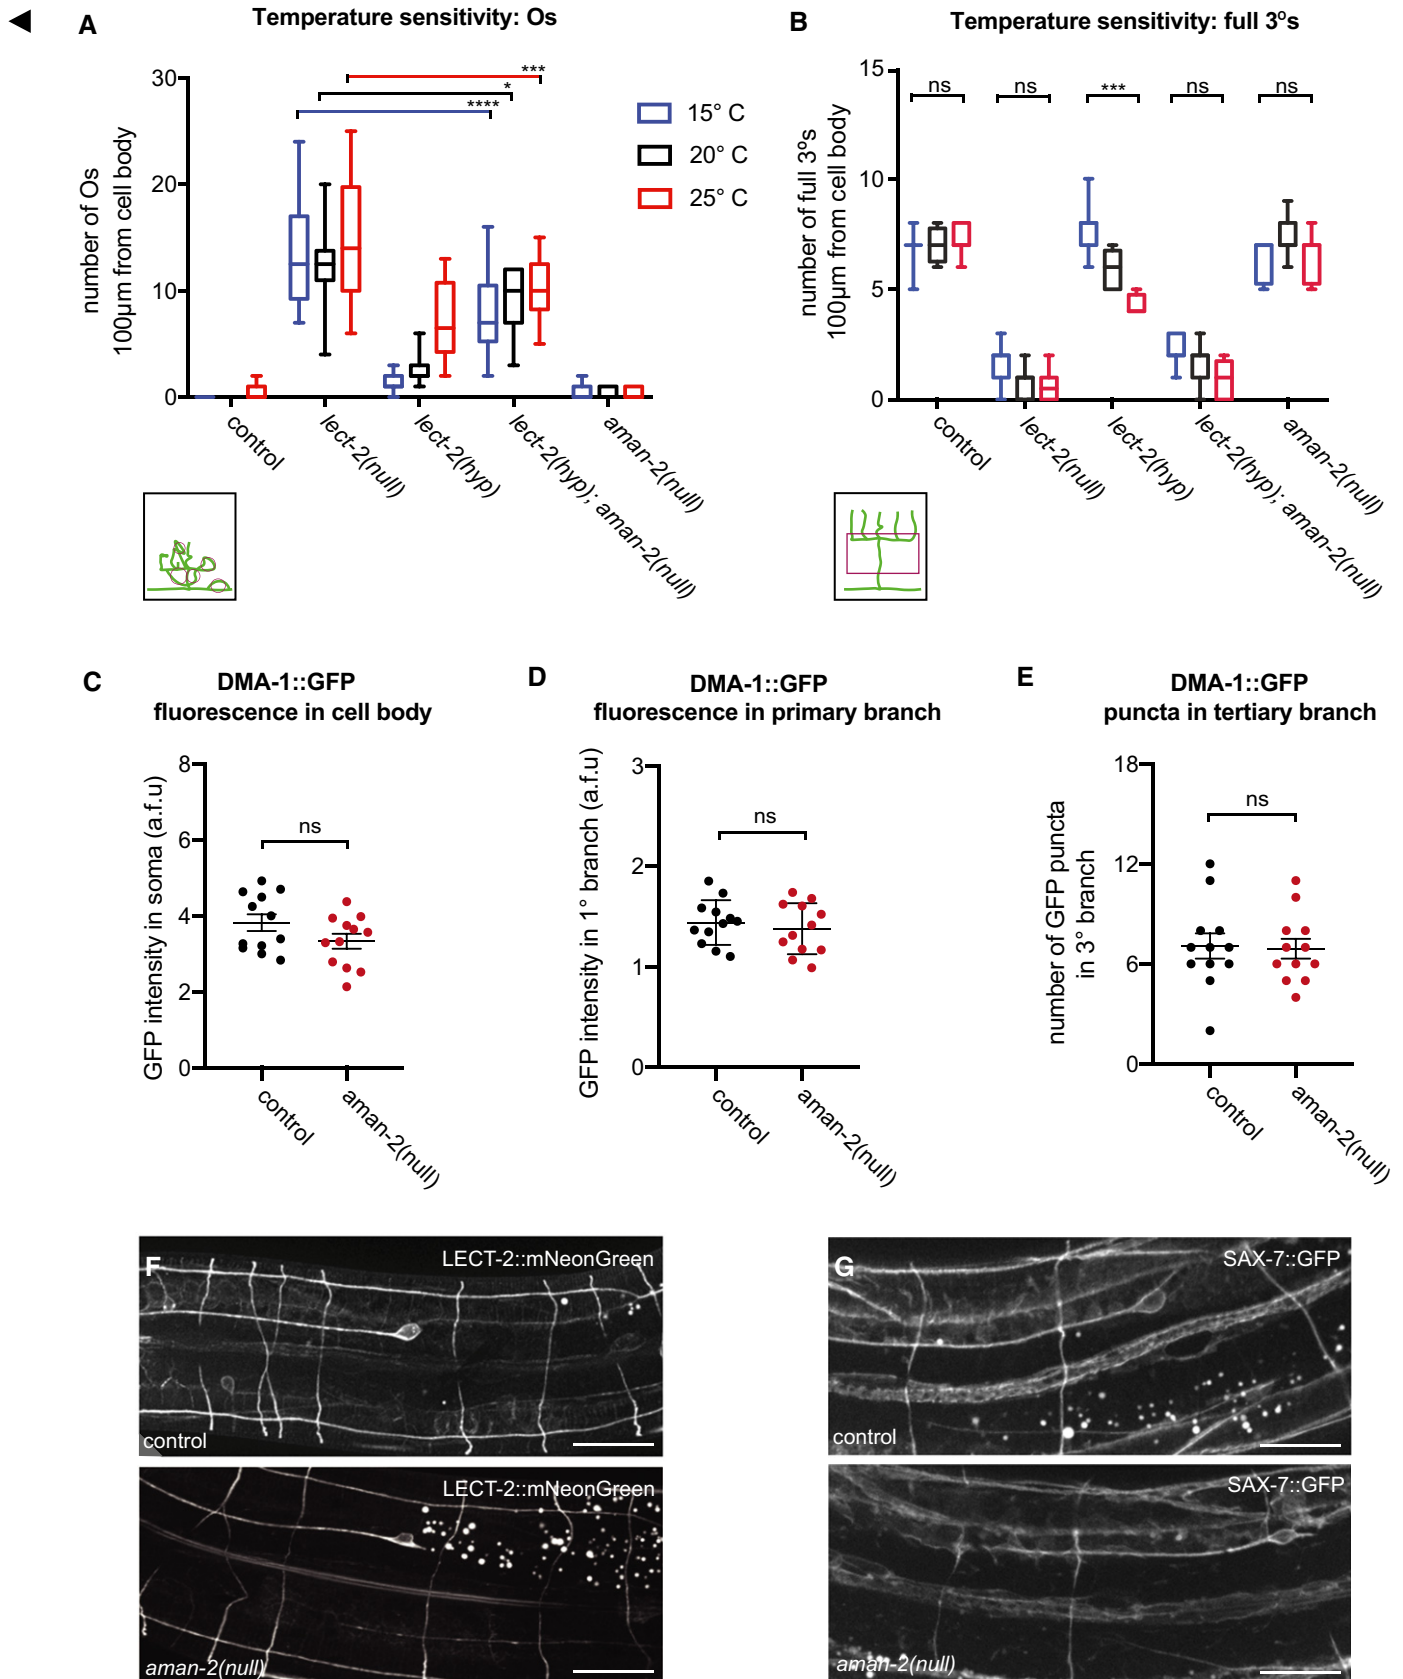 A
Temperature sensitivity: Os
number of Os
100µm from cell body
30
20
10
0
***
*
****
15° C
20° C
25° C
control
lect-2(null)
lect-2(hyp)
lect-2(hyp); aman-2(null)
aman-2(null)
B
Temperature sensitivity: full 3ºs
number of full 3ºs
100µm from cell body
15
10
5
0
ns
ns
***
ns
ns
control
lect-2(null)
lect-2(hyp)
lect-2(hyp); aman-2(null)
aman-2(null)
C
DMA-1::GFP
fluorescence in cell body
GFP intensity in soma (a.f.u)
8
6
4
2
0
ns
control
aman-2(null)
D
DMA-1::GFP
fluorescence in primary branch
GFP intensity in 1° branch (a.f.u)
3
2
1
0
ns
control
aman-2(null)
E
DMA-1::GFP
puncta in tertiary branch
number of GFP puncta
in 3° branch
18
12
6
0
ns
control
aman-2(null)
F
LECT-2::mNeonGreen
control
LECT-2::mNeonGreen
aman-2(null)
G
SAX-7::GFP
control
SAX-7::GFP
aman-2(null)